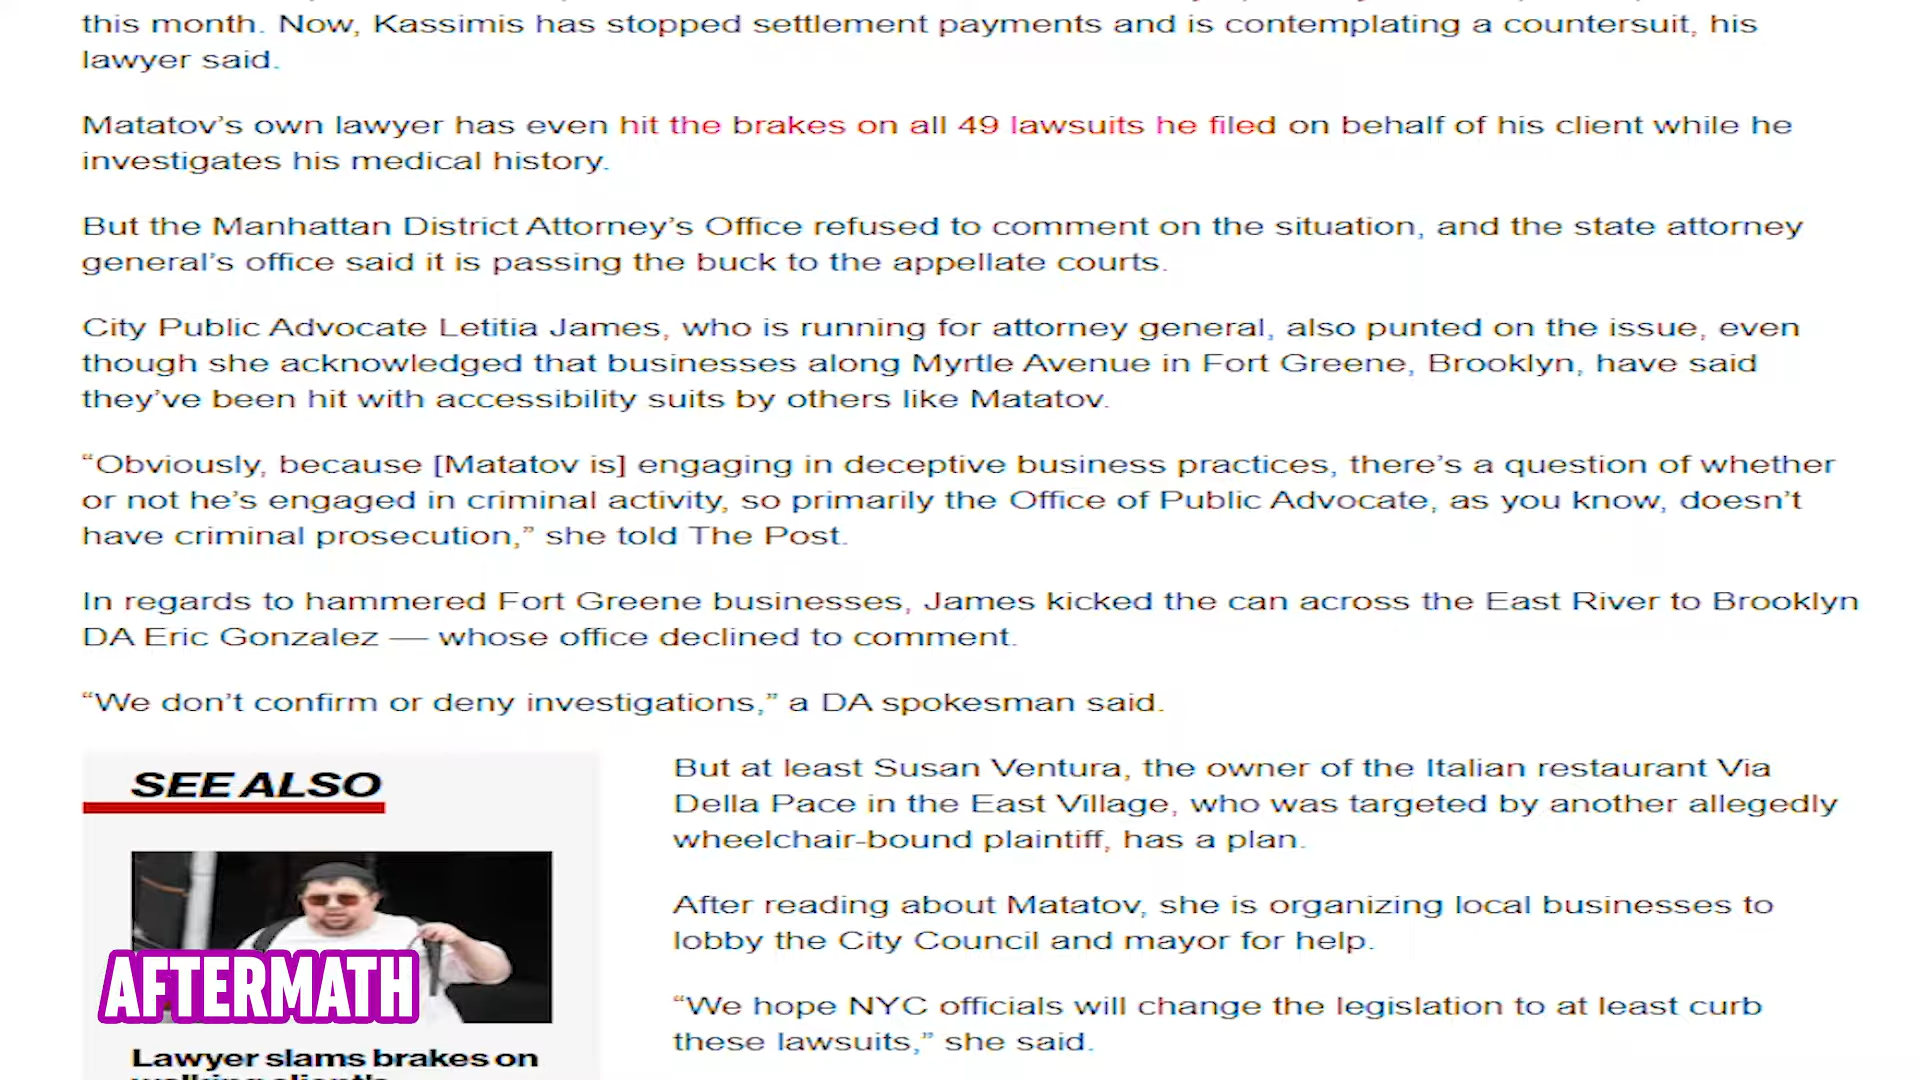 this month. Now, Kassimis has stopped settlement payments and is contemplating a countersuit, his
lawyer said.
Matatov’s own lawyer has even hit the brakes on all 49 lawsuits he filed on behalf of his client while he
investigates his medical history.
But the Manhattan District Attorney’s Office refused to comment on the situation, and the state attorney
general’s office said it is passing the buck to the appellate courts.
City Public Advocate Letitia James, who is running for attorney general, also punted on the issue, even
though she acknowledged that businesses along Myrtle Avenue in Fort Greene, Brooklyn, have said
they’ve been hit with accessibility suits by others like Matatov.
“Obviously, because [Matatov is] engaging in deceptive business practices, there’s a question of whether
or not he’s engaged in criminal activity, so primarily the Office of Public Advocate, as you know, doesn’t
have criminal prosecution,” she told The Post.
In regards to hammered Fort Greene businesses, James kicked the can across the East River to Brooklyn
DA Eric Gonzalez — whose office declined to comment.
“We don’t confirm or deny investigations,” a DA spokesman said.
SEE ALSO
AFTERMATH
Lawyer slams brakes on
But at least Susan Ventura, the owner of the Italian restaurant Via
Della Pace in the East Village, who was targeted by another allegedly
wheelchair-bound plaintiff, has a plan.
After reading about Matatov, she is organizing local businesses to
lobby the City Council and mayor for help.
“We hope NYC officials will change the legislation to at least curb
these lawsuits,” she said.